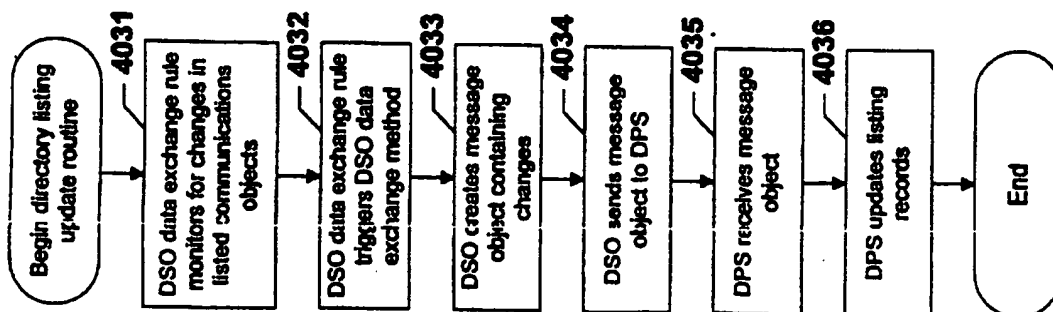 Begin directory listing
update routine
4031
DSO data exchange rule
monitors for changes in
listed communications
objects
4032
DSO data exchange rule
triggers DSO data
exchange method
4033
DSO creates message
object containing
changes
4034
DSO sends message
object to DPS
4035
DPS receives message
object
4036
DPS updates listing
records
End